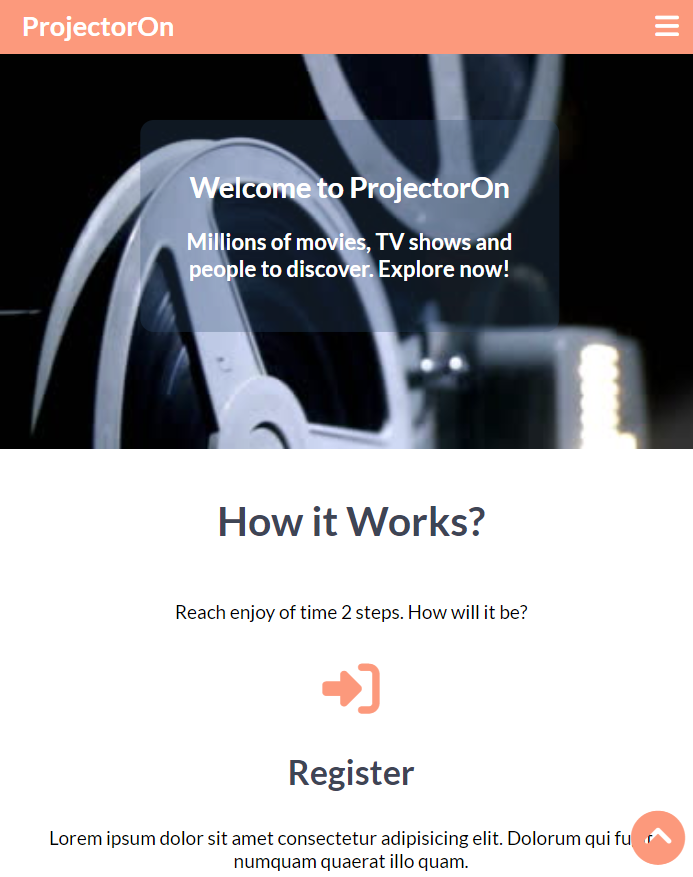 ProjectorOn
Welcome to ProjectorOn
Millions of movies, TV shows and
people to discover. Explore now!
How it Works?
Reach enjoy of time 2 steps. How will it be?
Register
Lorem ipsum dolor sit amet consectetur adipisicing elit. Dolorum qui
numquam quaerat illo quam.